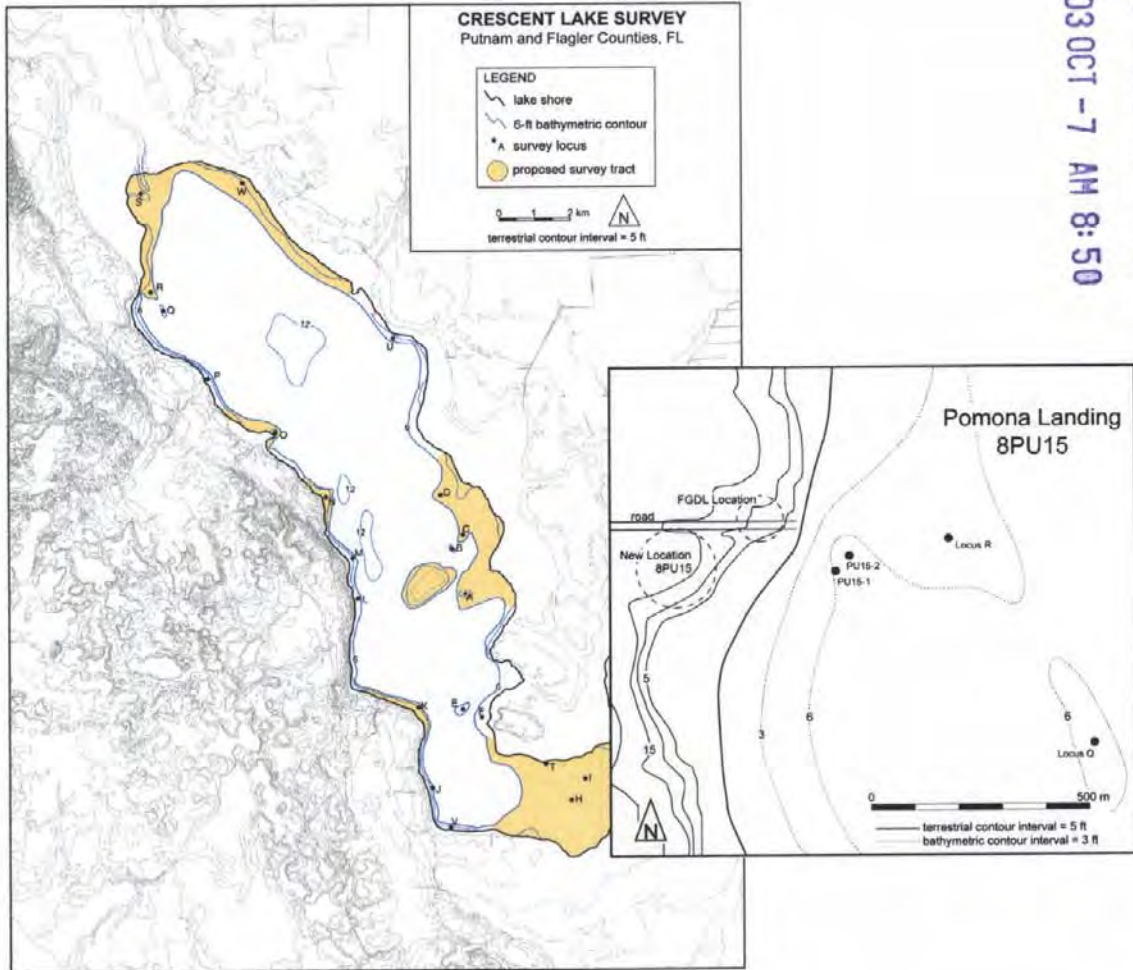 CRESCENT LAKE SURVEY
Putnam and Flagler Counties, FL
LEGEND
lake shore
6-ft bathymetric contour
A survey locus
proposed survey tract
0 1 2 km
N
terrestrial contour interval = 5 ft
03 OCT -7 AM 8:50
S
W
R
Q
6
12
U
P
O
6
N
12
D
12
C
B
M
A
L
6
E
F
K
T
I
H
J
V
Pomona Landing
8PU15
FGDL Location
road
New Location
8PU15
PU15-2
PU15-1
Locus R
5
6
3
6
15
Locus Q
0 500 m
N
terrestrial contour interval = 5 ft
bathymetric contour interval = 3 ft